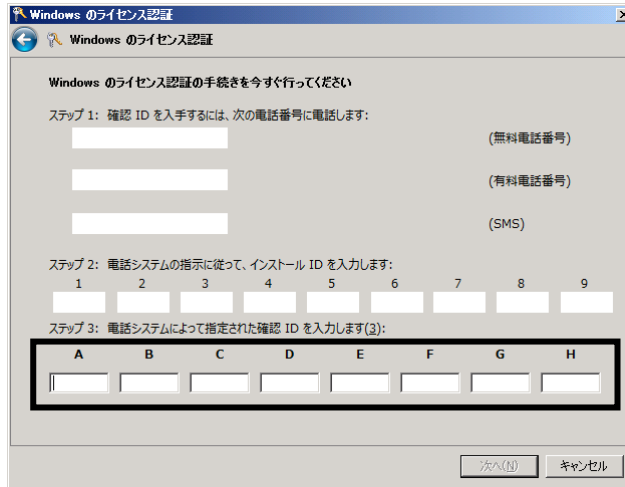 Windows のライセンス認証
Windows のライセンス認証
Windows のライセンス認証の手続きを今すぐ行ってください
ステップ 1: 確認 ID を入手するには、次の電話番号に電話します:
(無料電話番号)
(有料電話番号)
(SMS)
ステップ 2: 電話システムの指示に従って、インストール ID を入力します:
1 2 3 4 5 6 7 8 9
ステップ 3: 電話システムによって指定された確認 ID を入力します(3):
A B C D E F G H
次へ(N) キャンセル